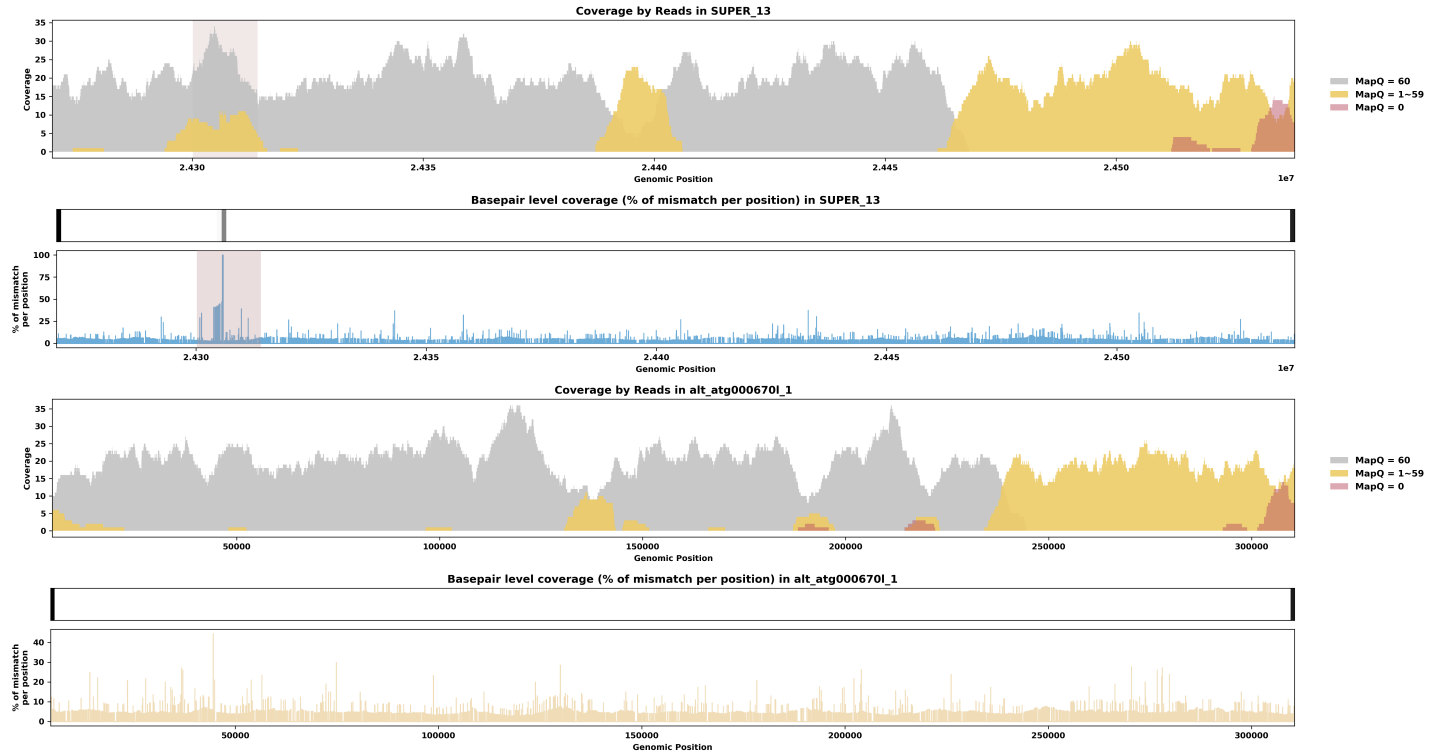 Coverage by Reads in SUPER_13
35
30
25
20
15
10
5
0
Coverage
2.430 2.435 2.440 2.445 2.450
Genomic Position
1e7
MapQ = 60
MapQ = 1~59
MapQ = 0
Basepair level coverage (% of mismatch per position) in SUPER_13
100
75
50
25
0
% of mismatch
per position
2.430 2.435 2.440 2.445 2.450
Genomic Position
1e7
Coverage by Reads in alt_atg000670l_1
35
30
25
20
15
10
5
0
Coverage
50000 100000 150000 200000 250000 300000
Genomic Position
MapQ = 60
MapQ = 1~59
MapQ = 0
Basepair level coverage (% of mismatch per position) in alt_atg000670l_1
40
30
20
10
0
% of mismatch
per position
50000 100000 150000 200000 250000 300000
Genomic Position